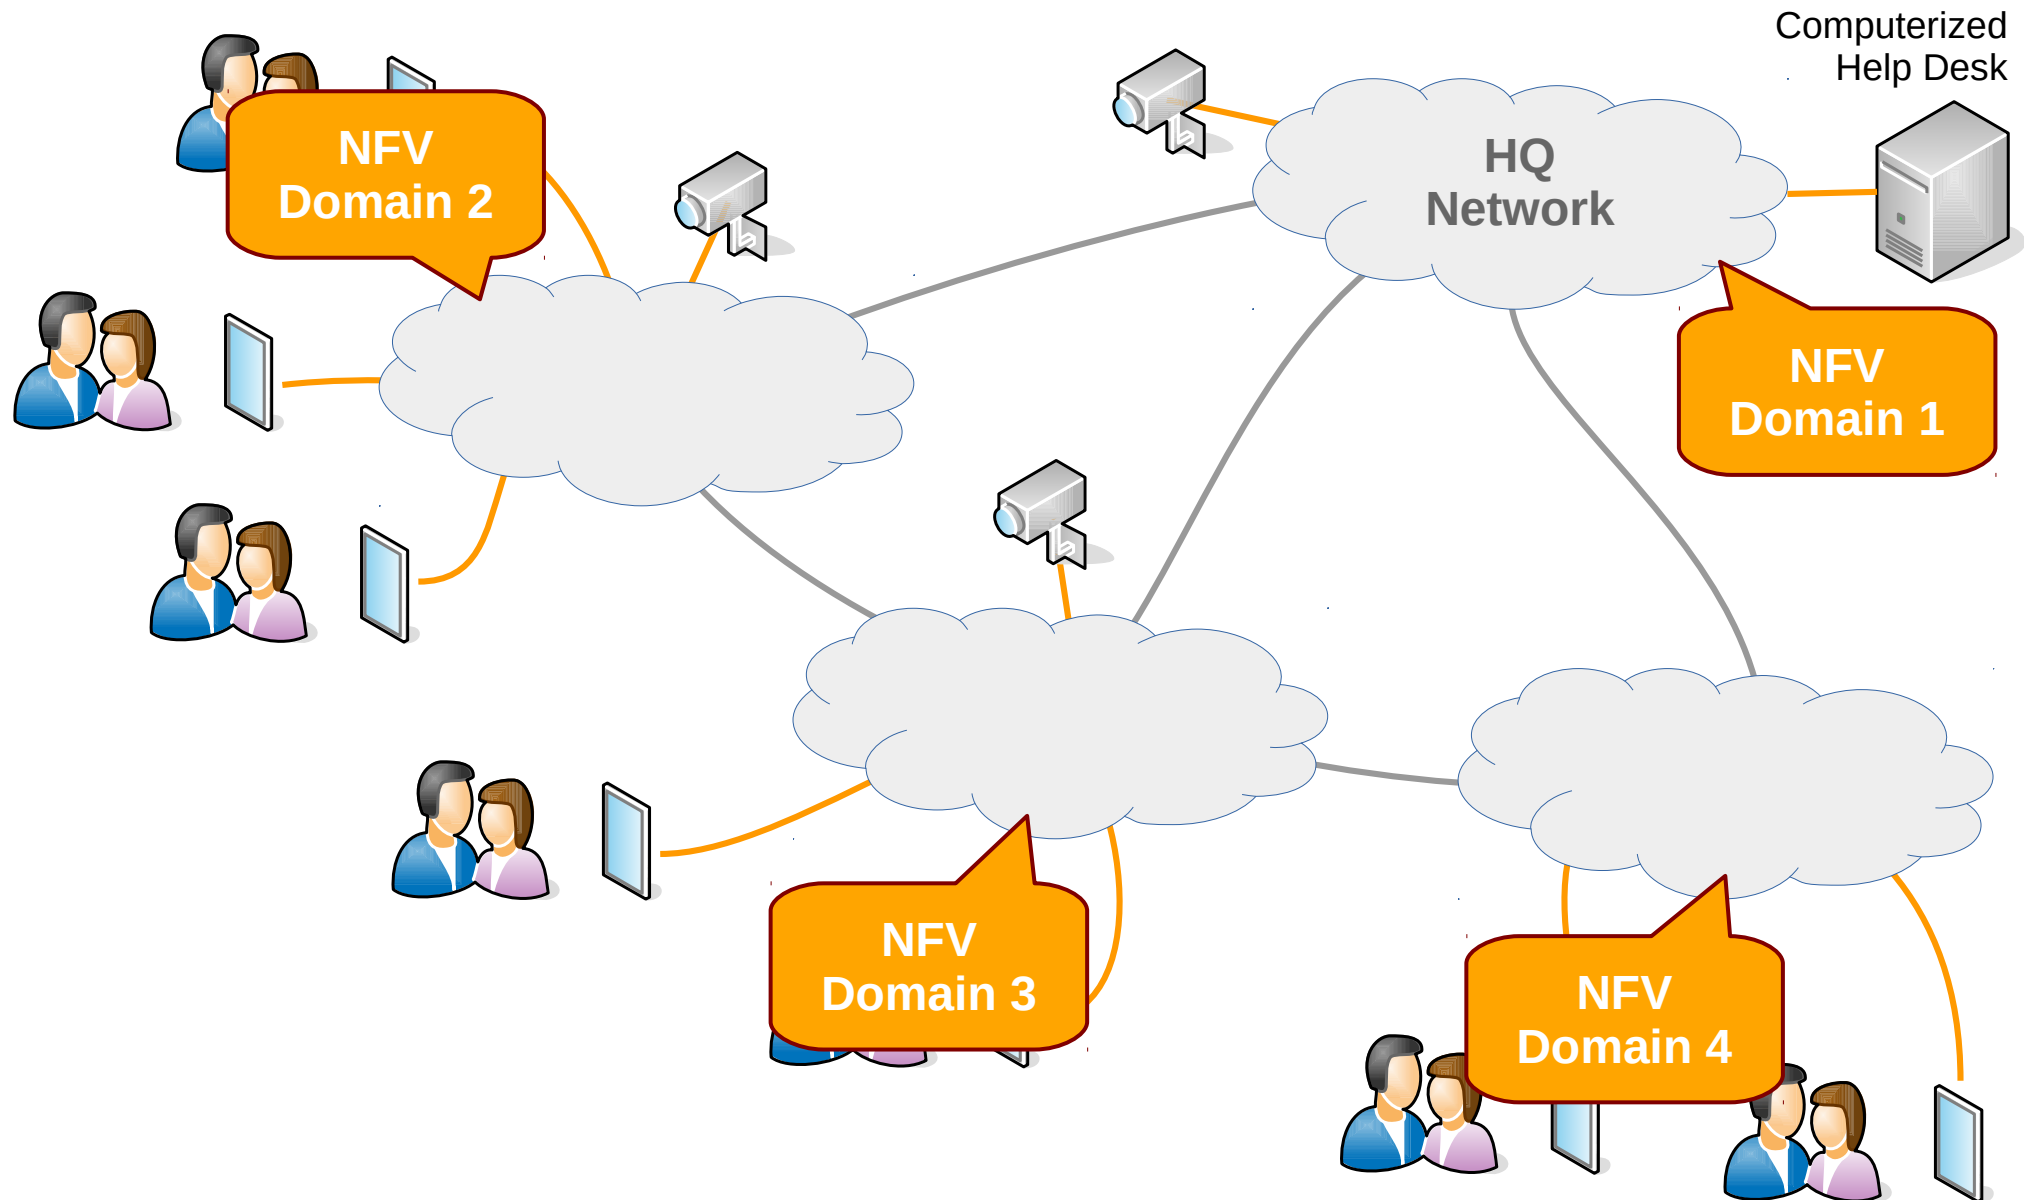 Computerized
Help Desk
NFV
Domain 2
HQ
Network
NFV
Domain 1
NFV
Domain 3
NFV
Domain 4